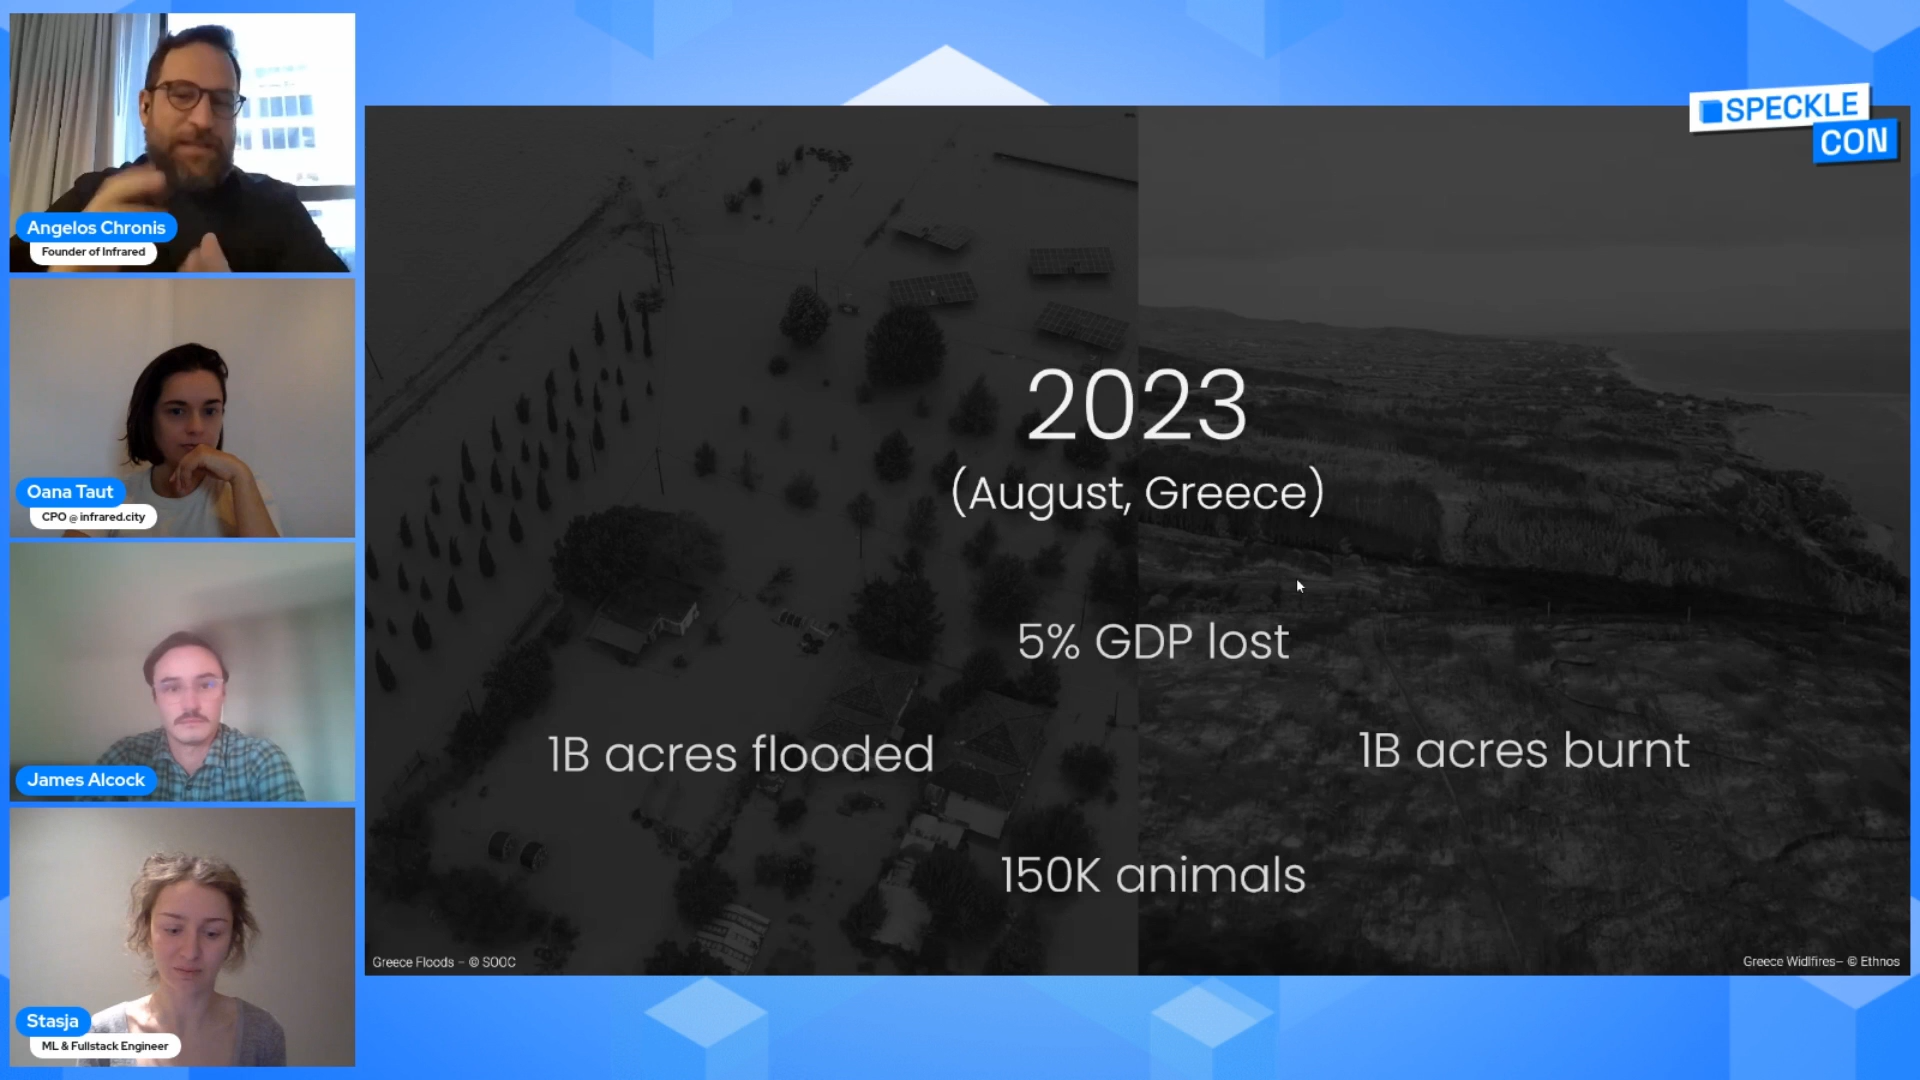 Angelos Chronis
Founder of Infrared
Oana Taut
CPO @ infrared.city
James Alcock
Stasja
ML & Fullstack Engineer
SPECKLE
CON
2023
(August, Greece)
5% GDP lost
1B acres flooded
1B acres burnt
150K animals
Greece Floods – © SOOC
Greece Widlfires– © Ethnos